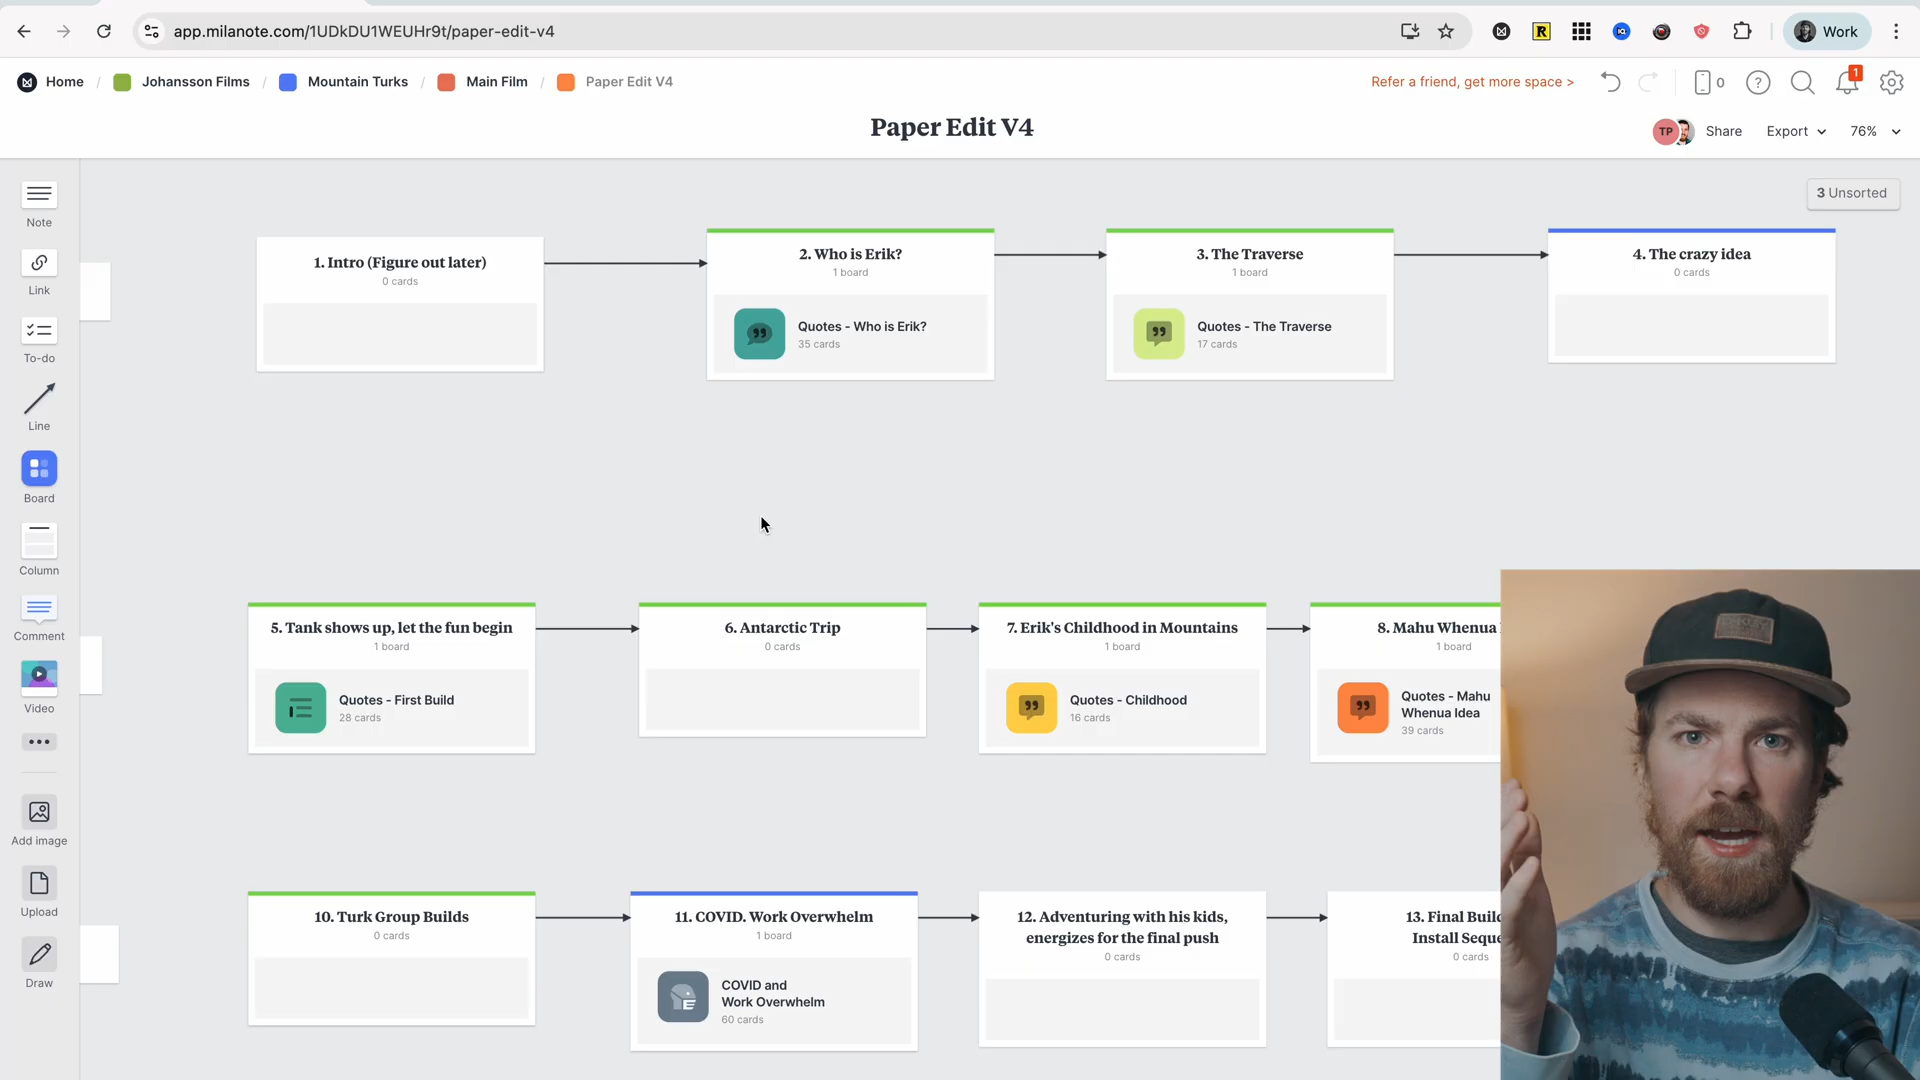 app.milanote.com/1UDkDU1WEUHr9t/paper-edit-v4
Work
Home / Johansson Films / Mountain Turks / Main Film / Paper Edit V4
Refer a friend, get more space >
0
1
Paper Edit V4
TP
Share
Export
76%
3 Unsorted
Note
Link
To-do
Line
Board
Column
Comment
Video
Add image
Upload
Draw
1. Intro (Figure out later)
0 cards
2. Who is Erik?
1 board
Quotes - Who is Erik?
35 cards
3. The Traverse
1 board
Quotes - The Traverse
17 cards
4. The crazy idea
0 cards
5. Tank shows up, let the fun begin
1 board
Quotes - First Build
28 cards
6. Antarctic Trip
0 cards
7. Erik's Childhood in Mountains
1 board
Quotes - Childhood
16 cards
8. Mahu Whenua
1 board
Quotes - Mahu
Whenua Idea
39 cards
10. Turk Group Builds
0 cards
11. COVID. Work Overwhelm
1 board
COVID and
Work Overwhelm
60 cards
12. Adventuring with his kids,
energizes for the final push
0 cards
13. Final
Install
0 cards